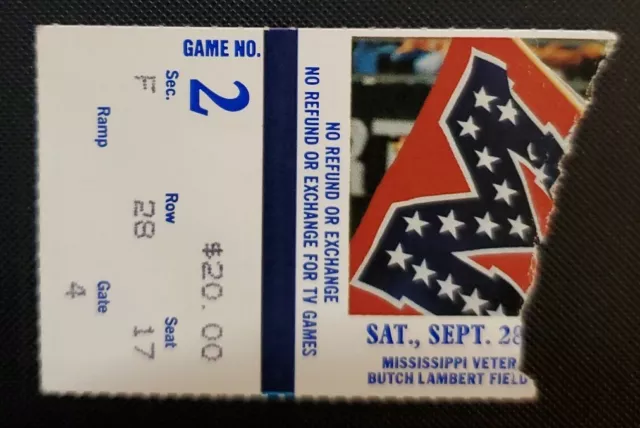 GAME NO.
2
Sec.
F
Ramp
Row
28
$20.00
Seat
17
Gate
4
NO REFUND OR EXCHANGE
NO REFUND OR EXCHANGE FOR TV GAMES
SAT., SEPT. 28
MISSISSIPPI VETER
BUTCH LAMBERT FIELD